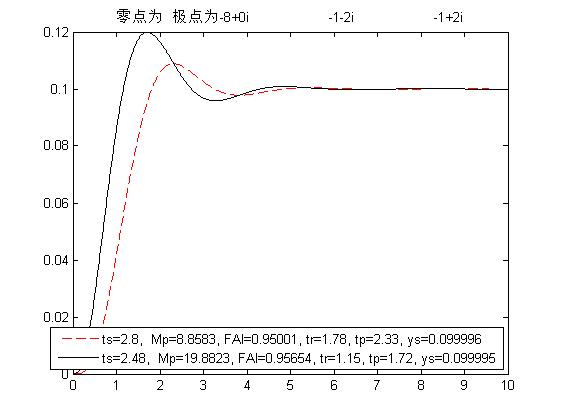 零点为 极点为-8+0i -1-2i -1+2i
0.12
0.1
0.08
0.06
0.04
0.02
0
ts=2.8, Mp=8.8583, FAI=0.95001, tr=1.78, tp=2.33, ys=0.099996
ts=2.48, Mp=19.8823, FAI=0.95654, tr=1.15, tp=1.72, ys=0.099995
0 1 2 3 4 5 6 7 8 9 10